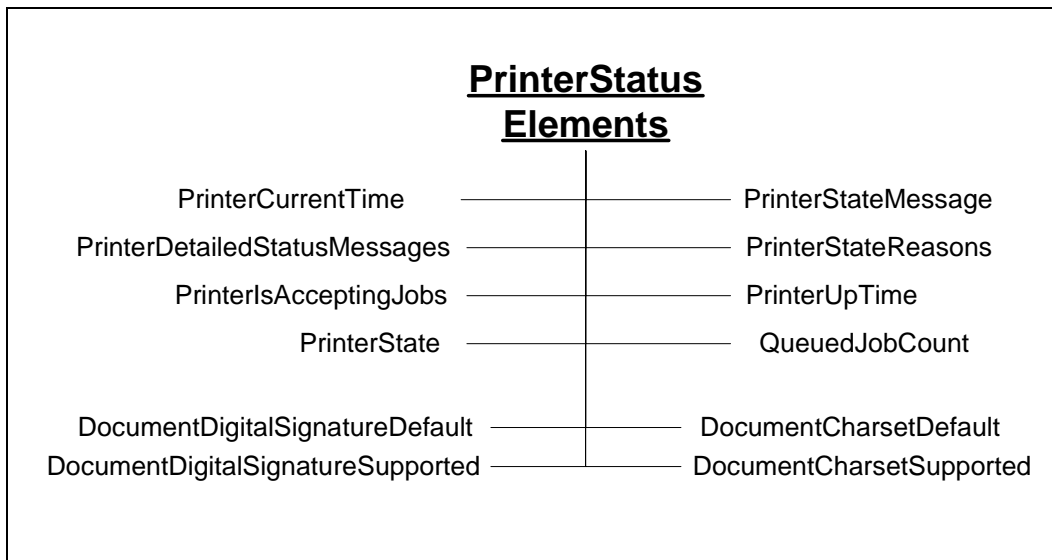 PrinterStatus
Elements
PrinterCurrentTime
PrinterStateMessage
PrinterDetailedStatusMessages
PrinterStateReasons
PrinterIsAcceptingJobs
PrinterUpTime
PrinterState
QueuedJobCount
DocumentDigitalSignatureDefault
DocumentCharsetDefault
DocumentDigitalSignatureSupported
DocumentCharsetSupported